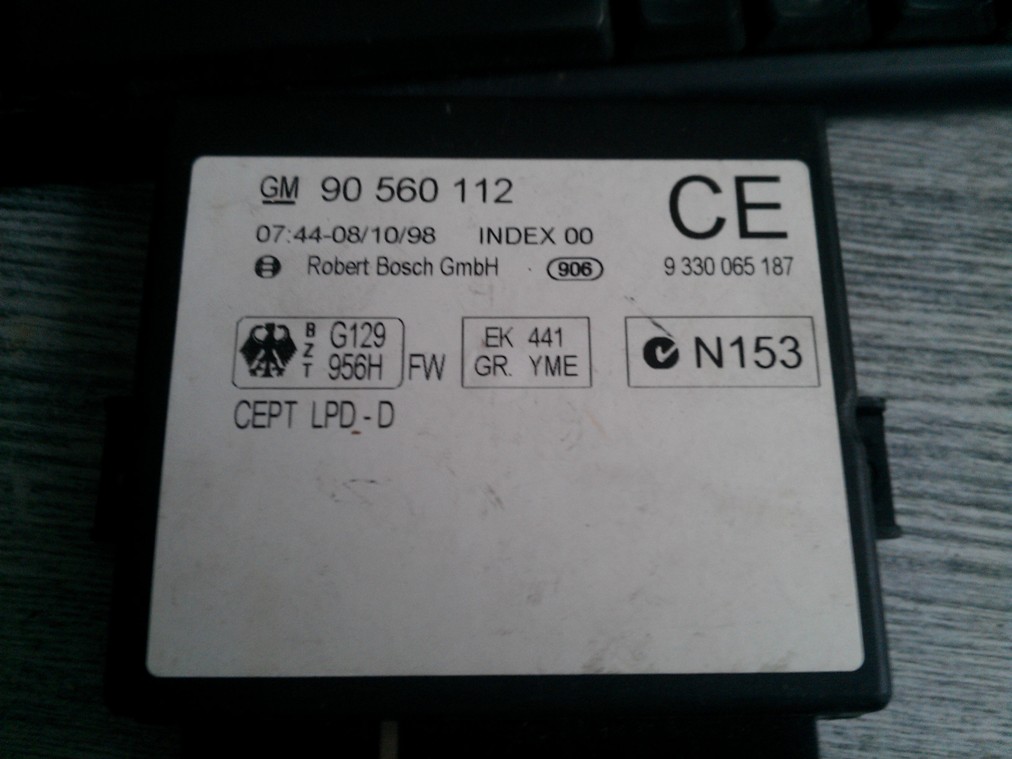 GM 90 560 112
CE
07:44-08/10/98 INDEX 00
Robert Bosch GmbH 906 9 330 065 187
BZT G129 956H FW
EK 441
GR. YME
N153
CEPT LPD - D